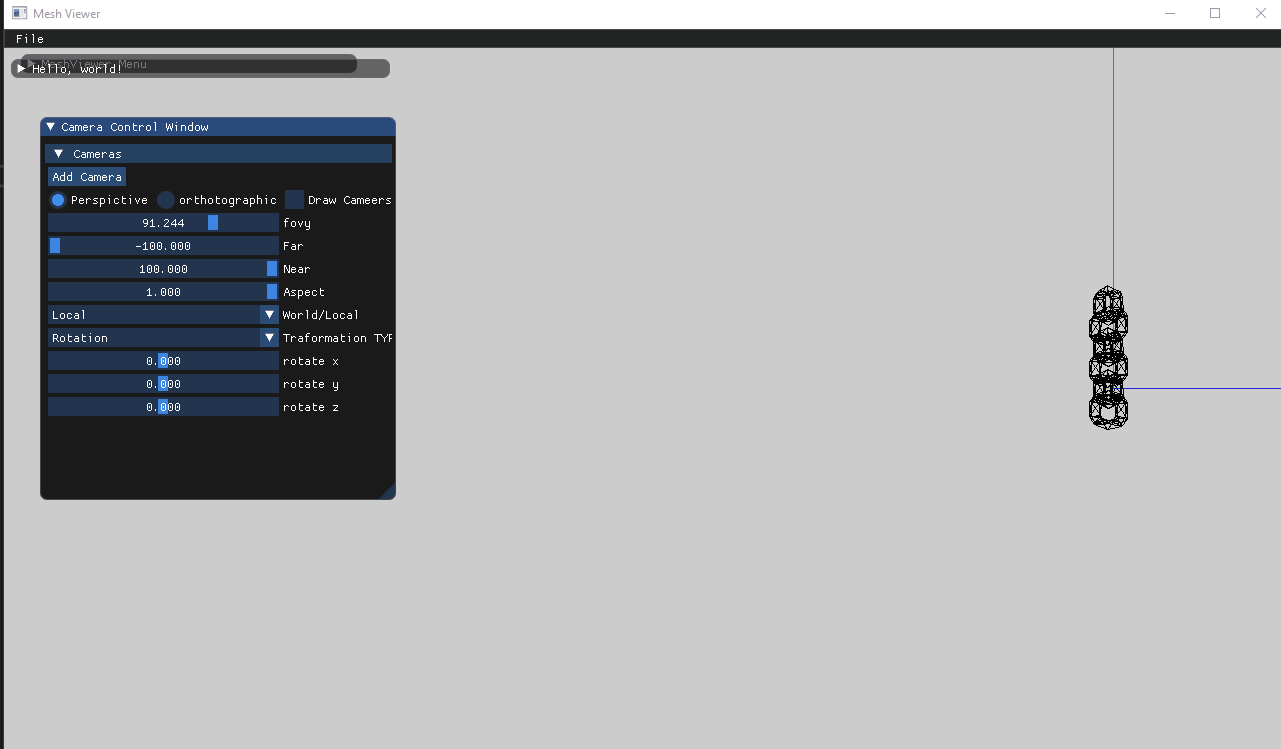 Mesh Viewer
File
MeshViewer Menu
Hello, world!
Camera Control Window
Cameras
Add Camera
Perspictive orthotographic Draw Cameers
91.244 fovy
-100.000 Far
100.000 Near
1.000 Aspect
Local World/Local
Rotation Traformation TYP
0.000 rotate x
0.000 rotate y
0.000 rotate z